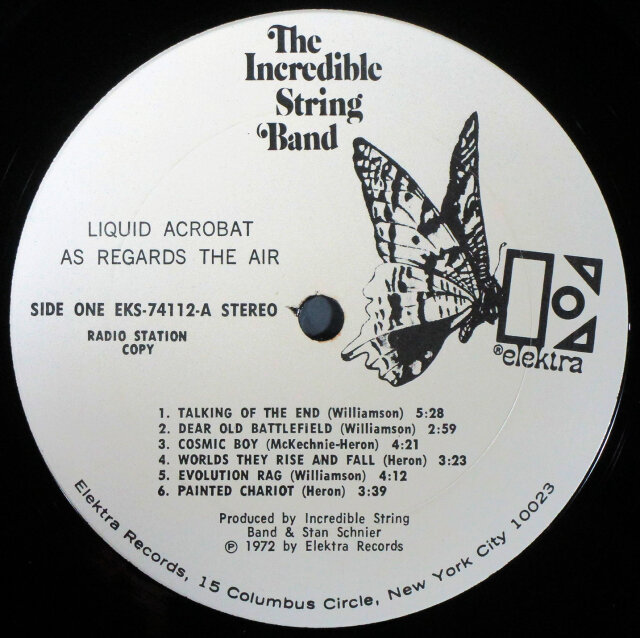 The
Incredible
String
Band
LIQUID ACROBAT
AS REGARDS THE AIR
SIDE ONE EKS-74112-A STEREO
RADIO STATION
COPY
® elektra
1. TALKING OF THE END (Williamson) 5:28
2. DEAR OLD BATTLEFIELD (Williamson) 2:59
3. COSMIC BOY (McKechnie-Heron) 4:21
4. WORLDS THEY RISE AND FALL (Heron) 3:23
5. EVOLUTION RAG (Williamson) 4:12
6. PAINTED CHARIOT (Heron) 3:39
Produced by Incredible String
Band & Stan Schnier
℗ 1972 by Elektra Records
Elektra Records, 15 Columbus Circle, New York City 10023